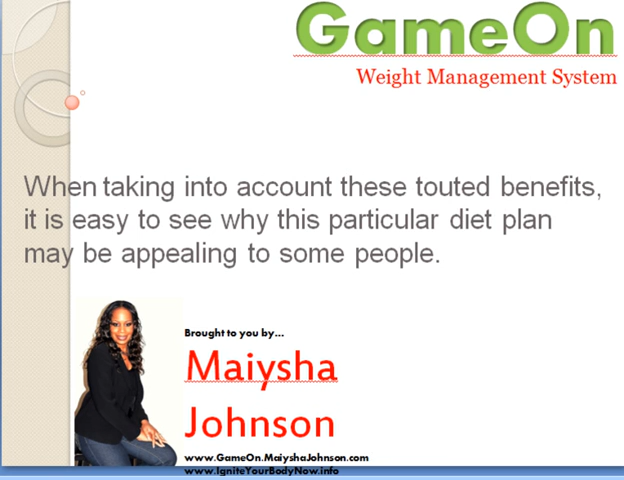 GameOn
Weight Management System
When taking into account these touted benefits,
it is easy to see why this particular diet plan
may be appealing to some people.
Brought to you by...
Maiysha
Johnson
www.GameOn.MaiyshaJohnson.com
www.IgniteYourBodyNow.info